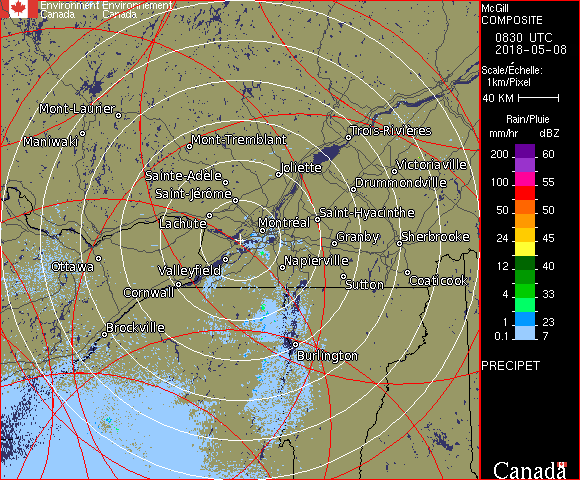 Environment Environnement
Canada Canada
McGill
COMPOSITE
0830 UTC
2018-05-08
Scale/Échelle:
1km/Pixel
40 KM
Rain/Pluie
mm/hr dBZ
200 60
150 57
100 55
50 50
24 45
12 40
4 33
1 23
0.1 7
PRECIPET
Canada
Mont-Laurier
Maniwaki
Mont-Tremblant
Trois-Rivières
Joliette
Victoriaville
Sainte-Adèle
Drummondville
Saint-Jérôme
Saint-Hyacinthe
Lachute
Montréal
Granby
Sherbrooke
Ottawa
Valleyfield
Napierville
Cornwall
Sutton
Coaticook
Brockville
Burlington